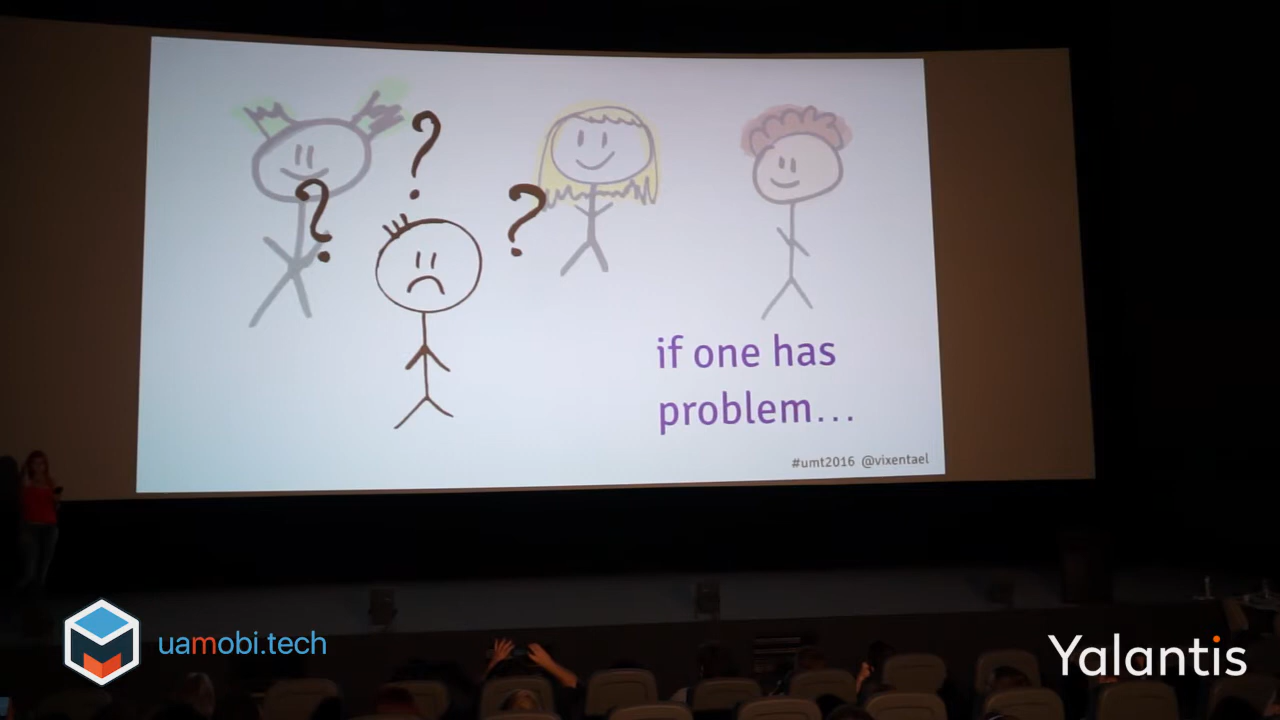 ?
?
?
if one has
problem...
#umt2016 @vixentael
uamobi.tech
Yalantis